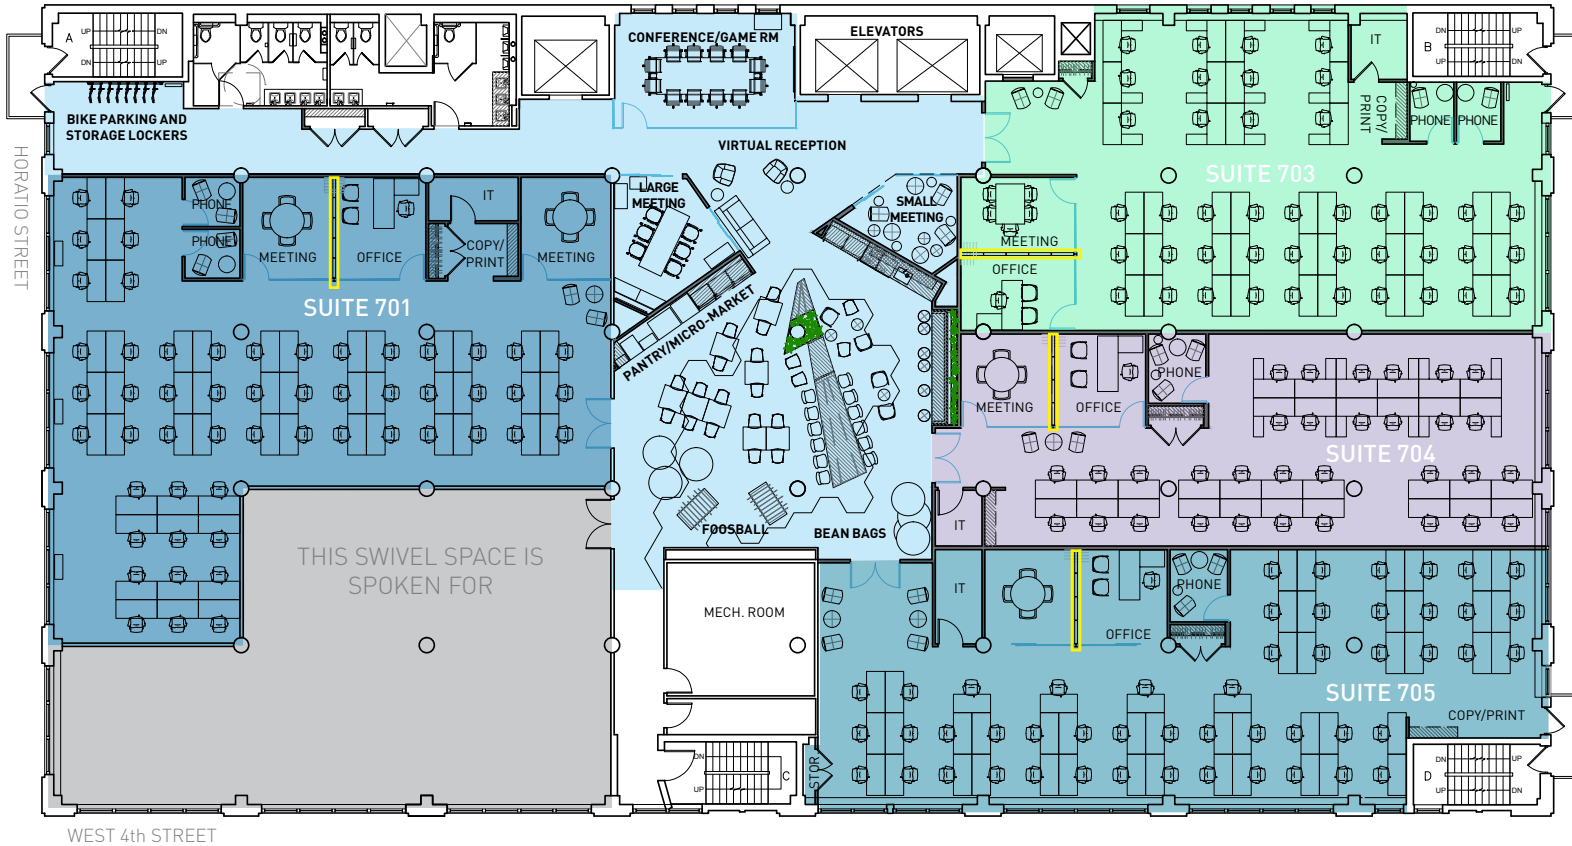 A
UP
DN
DN
UP
CONFERENCE/GAME RM
ELEVATORS
IT
B
DN
UP
UP
DN
BIKE PARKING AND
STORAGE LOCKERS
COPY/
PRINT
PHONE
PHONE
VIRTUAL RECEPTION
HORATIO STREET
SUITE 703
PHONE
PHONE
MEETING
OFFICE
IT
COPY/
PRINT
MEETING
LARGE
MEETING
SMALL
MEETING
MEETING
OFFICE
SUITE 701
PANTRY/MICRO-MARKET
MEETING
OFFICE
PHONE
SUITE 704
FOOSBALL
BEAN BAGS
IT
THIS SWIVEL SPACE IS
SPOKEN FOR
MECH. ROOM
IT
PHONE
OFFICE
SUITE 705
COPY/PRINT
STOR
DN
UP
C
D
DN
UP
UP
DN
WEST 4th STREET